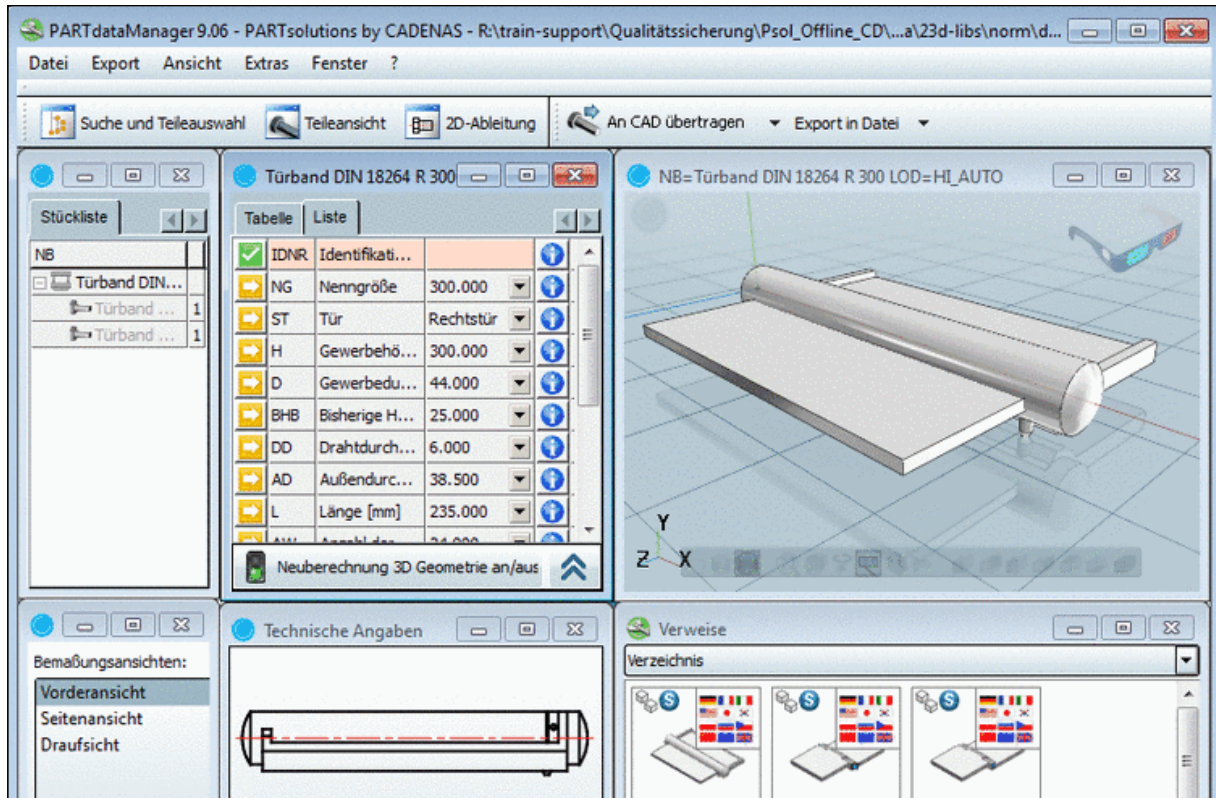 PARTdataManager 9.06 - PARTsolutions by CADENAS - R:\train-support\Qualitätssicherung\Psol_Offline_CD\...a\23d-libs\norm\d...
Datei Export Ansicht Extras Fenster ?
Suche und Teileauswahl Teileansicht 2D-Ableitung An CAD übertragen Export in Datei
Stückliste
NB
Türband DIN...
Türband ... 1
Türband ... 1
Türband DIN 18264 R 300
Tabelle Liste
IDNR Identifikati...
NG Nenngröße 300.000
ST Tür Rechtstür
H Gewerbehö... 300.000
D Gewerbedu... 44.000
BHB Bisherige H... 25.000
DD Drahtdurch... 6.000
AD Außendurc... 38.500
L Länge [mm] 235.000
Neuberechnung 3D Geometrie an/aus
NB=Türband DIN 18264 R 300 LOD=HI_AUTO
Y
Z X
Bemaßungsansichten:
Vorderansicht
Seitenansicht
Draufsicht
Technische Angaben
Verweise
Verzeichnis
S S S